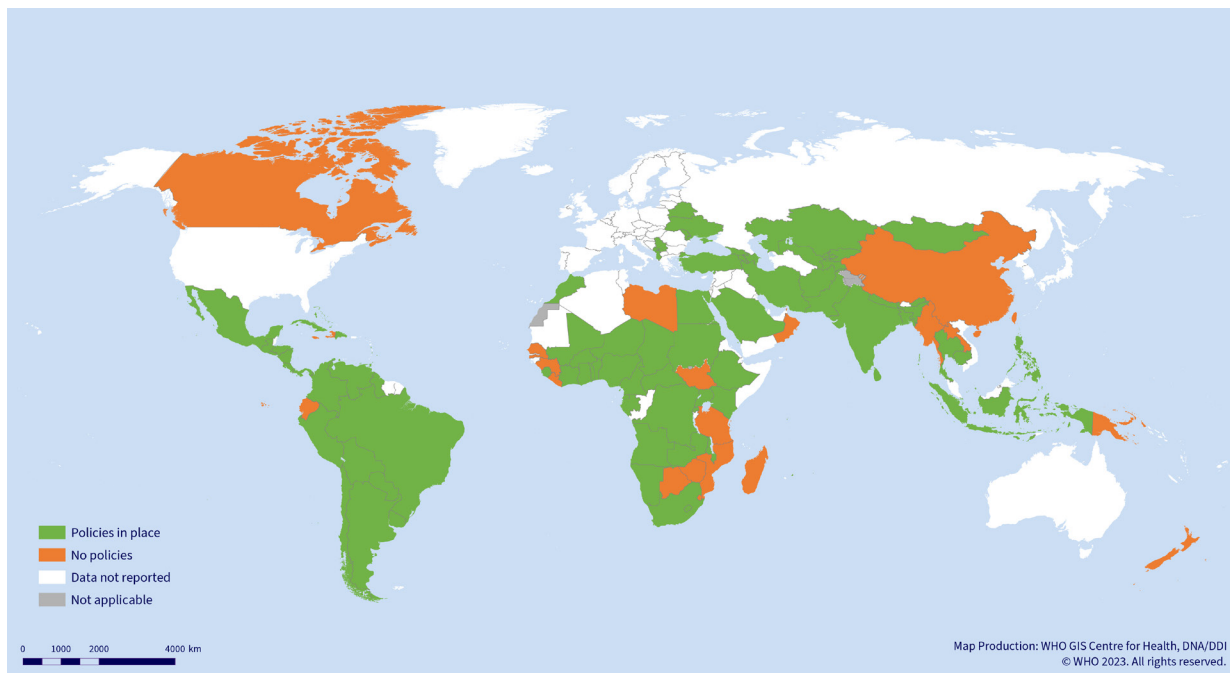 Policies in place
No policies
Data not reported
Not applicable
0 1000 2000 4000 km
Map Production: WHO GIS Centre for Health, DNA/DDI
© WHO 2023. All rights reserved.